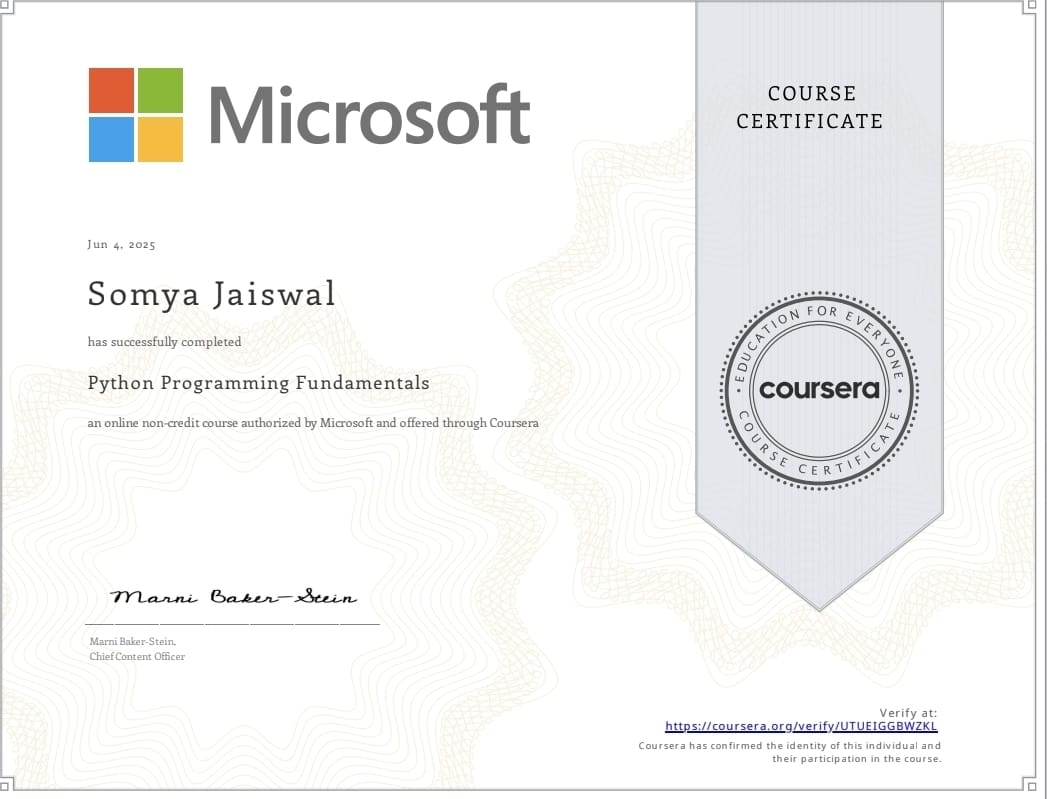 Microsoft
COURSE
CERTIFICATE
Jun 4, 2025
Somya Jaiswal
has successfully completed
Python Programming Fundamentals
an online non-credit course authorized by Microsoft and offered through Coursera
EDUCATION FOR EVERYONE
coursera
COURSE CERTIFICATE
Marni Baker-Stein
Marni Baker-Stein,
Chief Content Officer
Verify at:
https://coursera.org/verify/UTUEIGGBWZKL
Coursera has confirmed the identity of this individual and
their participation in the course.